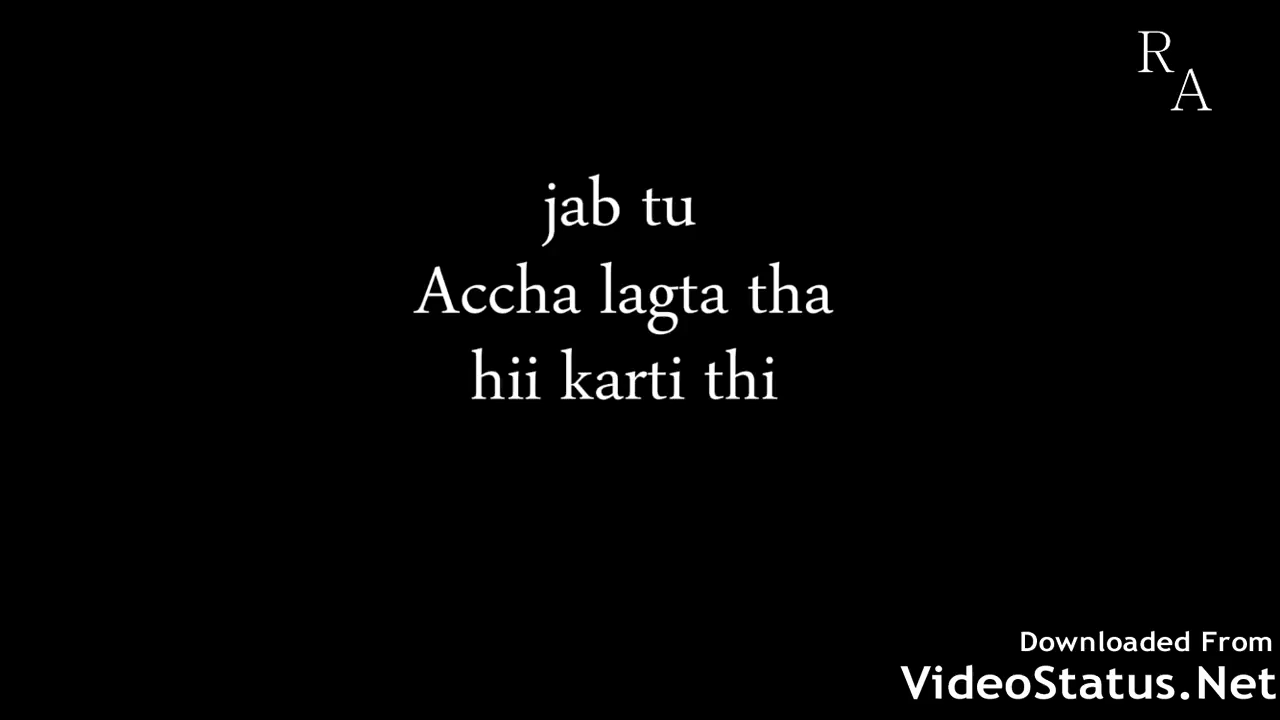 R
A
jab tu
Accha lagta tha
hii karti thi
Downloaded From
VideoStatus.Net